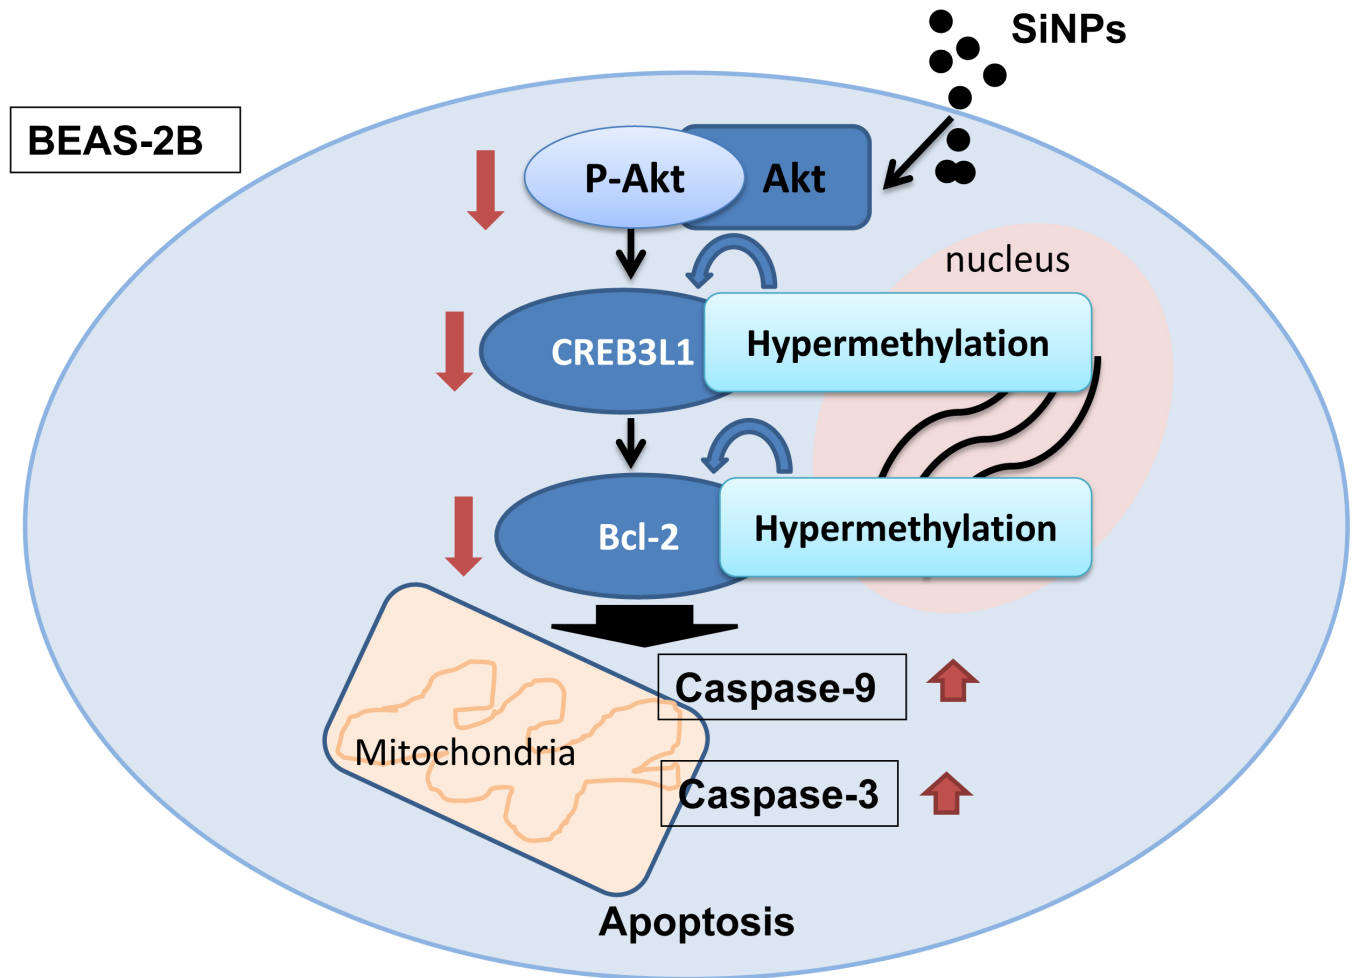 SiNPs
BEAS-2B
P-Akt
Akt
nucleus
CREB3L1
Hypermethylation
Bcl-2
Hypermethylation
Caspase-9
Mitochondria
Caspase-3
Apoptosis